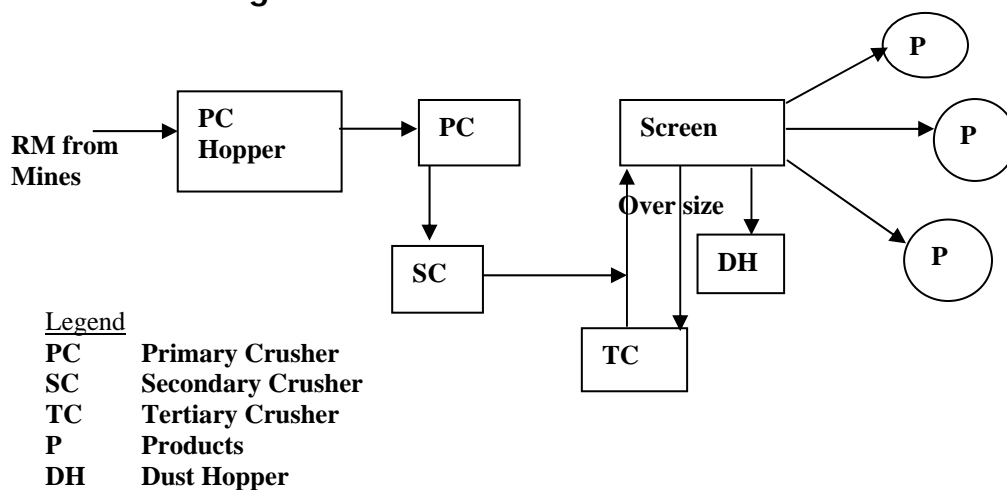 RM from
Mines
PC
Hopper
PC
Screen
P
P
P
Over size
SC
DH
TC
Legend
PC Primary Crusher
SC Secondary Crusher
TC Tertiary Crusher
P Products
DH Dust Hopper